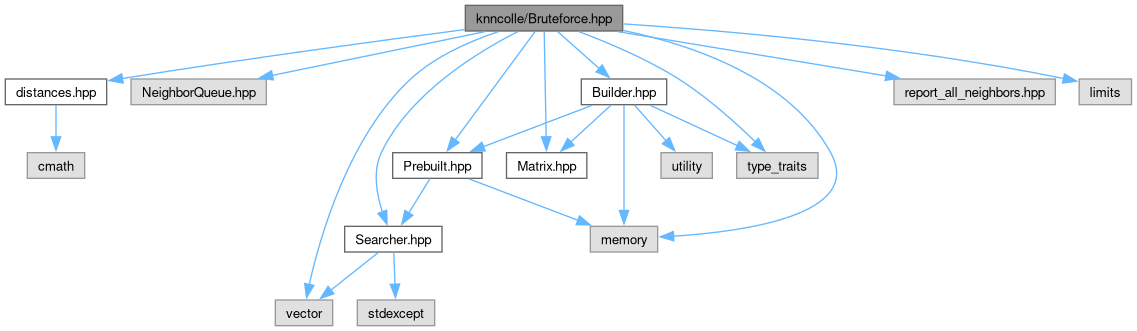 knncolle/Bruteforce.hpp
distances.hpp
NeighborQueue.hpp
Builder.hpp
report_all_neighbors.hpp
limits
cmath
Prebuilt.hpp
Matrix.hpp
utility
type_traits
Searcher.hpp
memory
vector
stdexcept